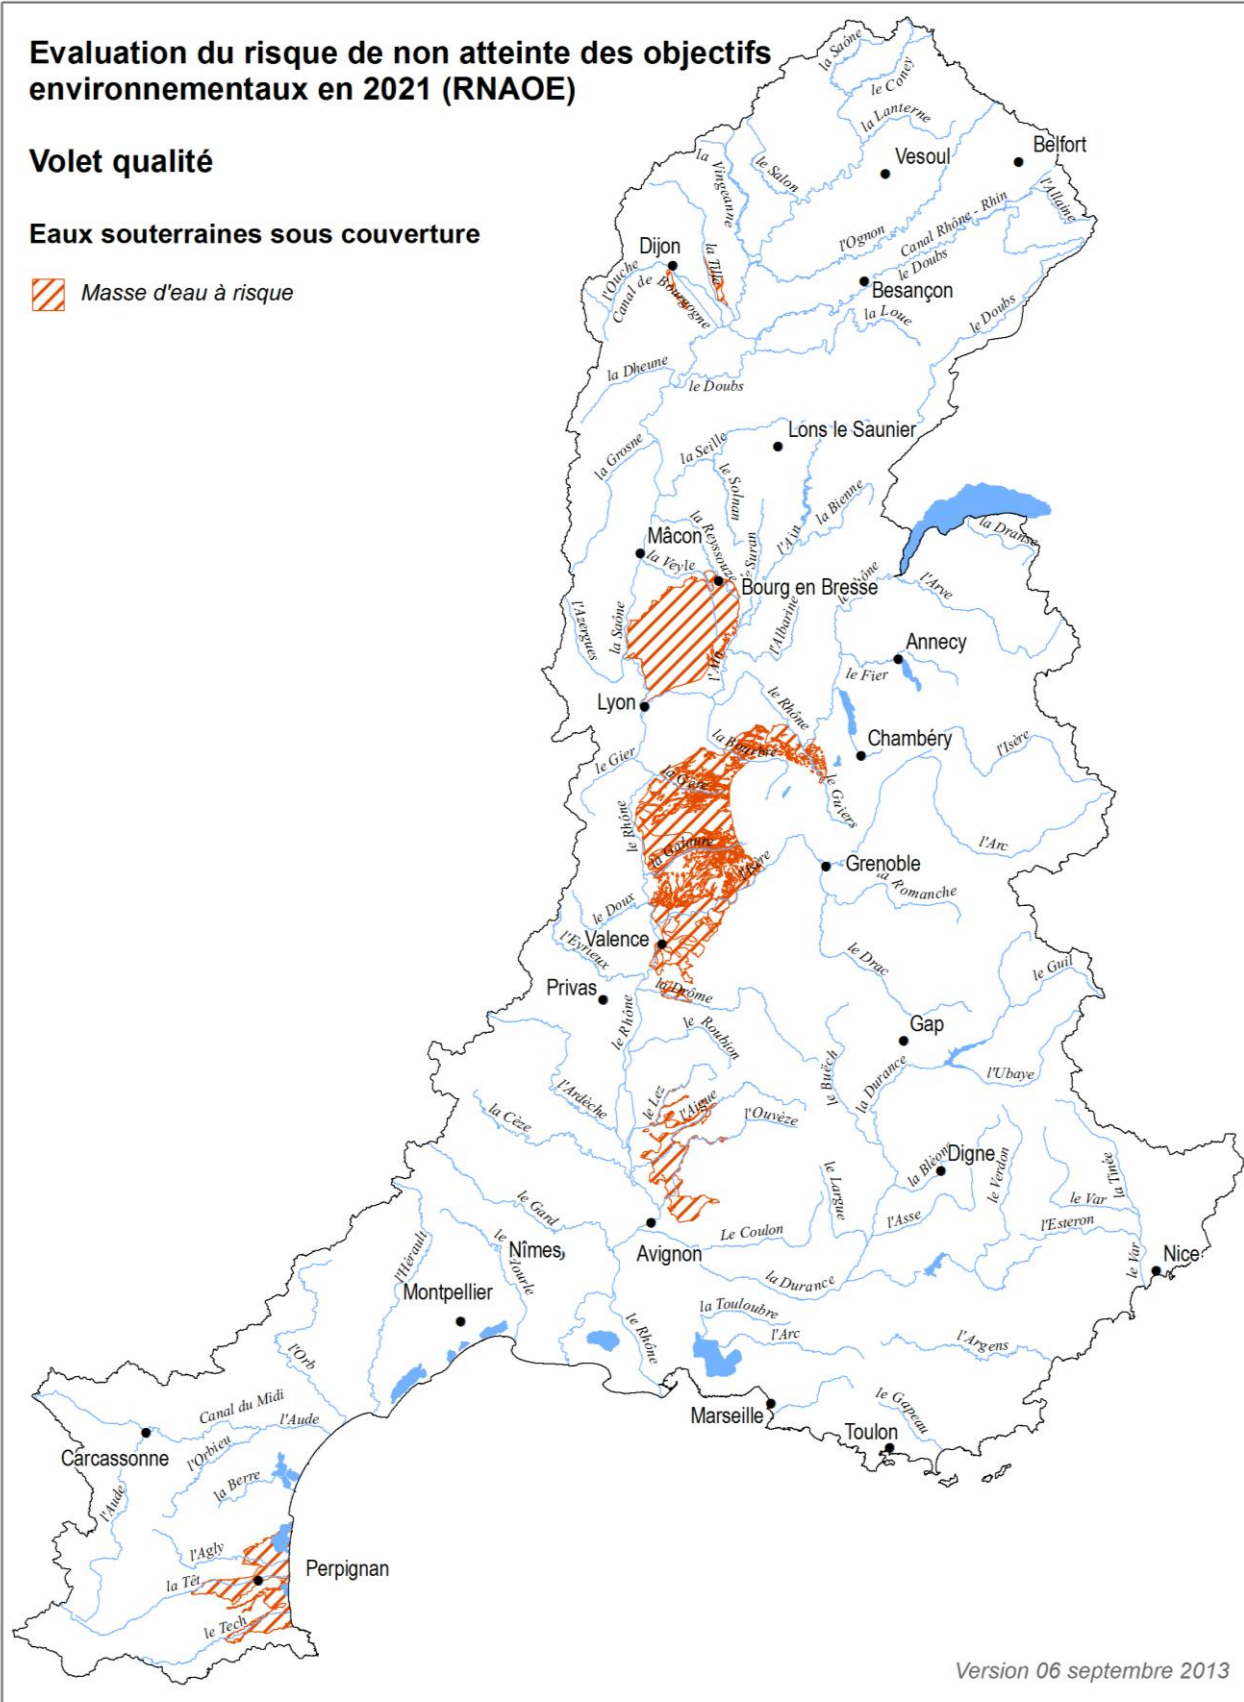 Evaluation du risque de non atteinte des objectifs
environnementaux en 2021 (RNAOE)
Volet qualité
Eaux souterraines sous couverture
Masse d'eau à risque
la Saône
le Coney
la Lanterne
Vesoul
Belfort
la Vingeanne
le Salon
l'Allaine
Canal Rhône - Rhin
l'Ognon
Dijon
la Tille
l'Ouche
Canal de Bourgogne
le Doubs
Besançon
la Loue
le Doubs
la Dheune
le Doubs
Lons le Saunier
la Grosne
la Seille
le Solnan
la Bienne
la Reyssouze
le Suran
l'Ain
la Dranse
Mâcon
la Veyle
Bourg en Bresse
le Rhône
l'Arve
l'Azergues
la Saône
l'Albarine
l'Ain
Annecy
le Fier
Lyon
le Rhône
Chambéry
la Bourbre
l'Isère
le Gier
la Gère
le Guiers
le Rhône
l'Arc
la Galaure
l'Isère
Grenoble
la Romanche
le Doux
Valence
l'Eyrieux
le Drac
le Guil
Privas
la Drôme
le Rhône
le Roubion
Gap
le Buëch
la Durance
l'Ubaye
l'Ardèche
le Lez
l'Aigue
l'Ouvèze
la Cèze
Digne
la Bléone
le Verdon
la Tinée
le Largue
le Var
le Gard
l'Asse
l'Esteron
Le Coulon
Avignon
Nîmes
l'Hérault
le Var
Nice
la Durance
Montpellier
la Touloubre
l'Arc
le Rhône
l'Argens
l'Orb
le Gapeau
Canal du Midi
l'Aude
Marseille
Toulon
Carcassonne
l'Orbieu
la Berre
l'Aude
l'Agly
Perpignan
la Têt
le Tech
Version 06 septembre 2013